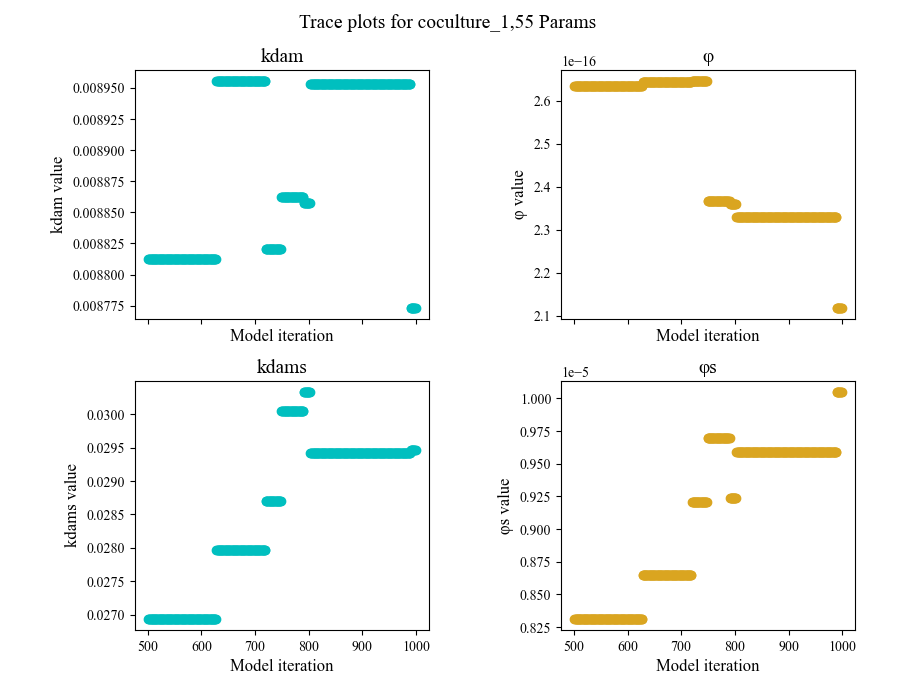 Trace plots for coculture_1,55 Params
kdam
kdam value
0.008950
0.008925
0.008900
0.008875
0.008850
0.008825
0.008800
0.008775
Model iteration
φ
1e−16
φ value
2.6
2.5
2.4
2.3
2.2
2.1
Model iteration
kdams
kdams value
0.0300
0.0295
0.0290
0.0285
0.0280
0.0275
0.0270
500 600 700 800 900 1000
Model iteration
φs
1e−5
φs value
1.000
0.975
0.950
0.925
0.900
0.875
0.850
0.825
500 600 700 800 900 1000
Model iteration